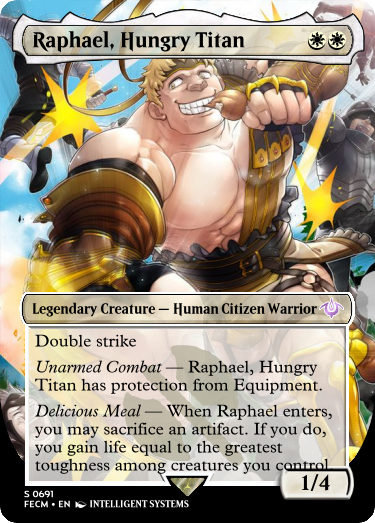 Raphael, Hungry Titan
Legendary Creature — Human Citizen Warrior
Double strike
Unarmed Combat — Raphael, Hungry
Titan has protection from Equipment.
Delicious Meal — When Raphael enters,
you may sacrifice an artifact. If you do,
you gain life equal to the greatest
toughness among creatures you control
1/4
S 0691
FECM • EN INTELLIGENT SYSTEMS